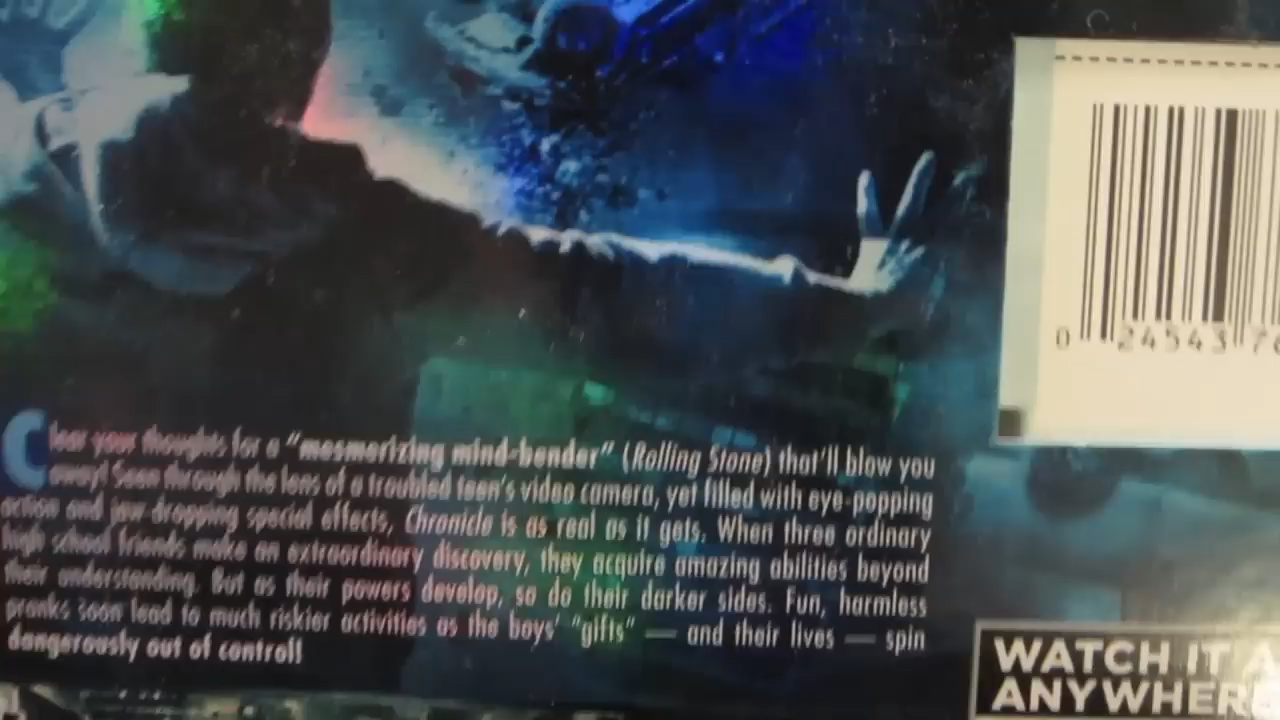 0 24543 76
Clear your thoughts for a "mesmerizing mind-bender" (Rolling Stone) that'll blow you
away! Seen through the lens of a troubled teen's video camera, yet filled with eye-popping
action and jaw-dropping special effects, Chronicle is as real as it gets. When three ordinary
high school friends make an extraordinary discovery, they acquire amazing abilities beyond
their understanding. But as their powers develop, so do their darker sides. Fun, harmless
pranks soon lead to much riskier activities as the boys' "gifts" — and their lives — spin
dangerously out of control!
WATCH IT A
ANYWHERE